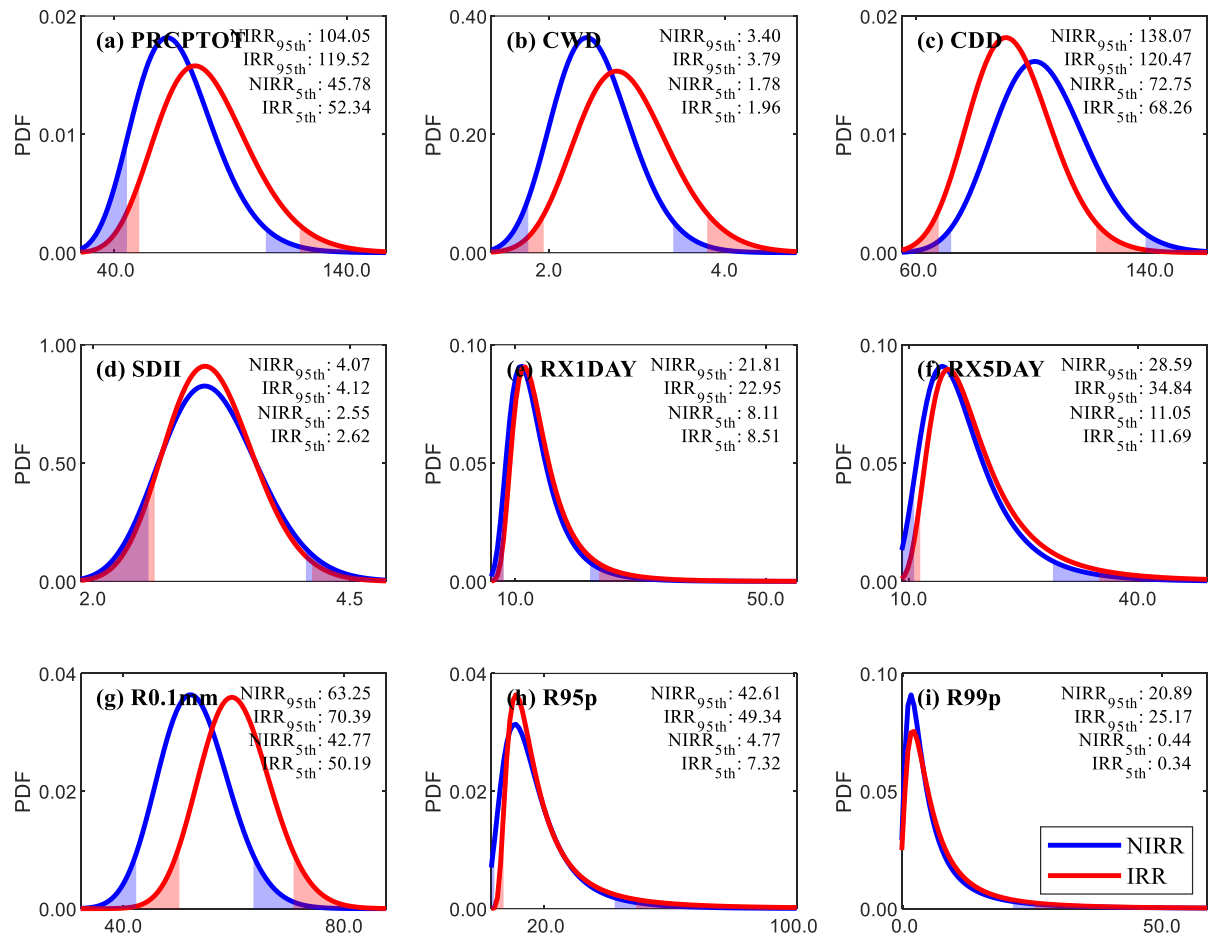 (a) PRCPTOT
NIRR95th: 104.05
IRR95th: 119.52
NIRR5th: 45.78
IRR5th: 52.34
PDF
0.02
0.01
0.00
40.0
140.0
(b) CWD
NIRR95th: 3.40
IRR95th: 3.79
NIRR5th: 1.78
IRR5th: 1.96
PDF
0.40
0.20
0.00
2.0
4.0
(c) CDD
NIRR95th: 138.07
IRR95th: 120.47
NIRR5th: 72.75
IRR5th: 68.26
PDF
0.02
0.01
0.00
60.0
140.0
(d) SDII
NIRR95th: 4.07
IRR95th: 4.12
NIRR5th: 2.55
IRR5th: 2.62
PDF
1.00
0.50
0.00
2.0
4.5
(e) RX1DAY
NIRR95th: 21.81
IRR95th: 22.95
NIRR5th: 8.11
IRR5th: 8.51
PDF
0.10
0.05
0.00
10.0
50.0
(f) RX5DAY
NIRR95th: 28.59
IRR95th: 34.84
NIRR5th: 11.05
IRR5th: 11.69
PDF
0.10
0.05
0.00
10.0
40.0
(g) R0.1mm
NIRR95th: 63.25
IRR95th: 70.39
NIRR5th: 42.77
IRR5th: 50.19
PDF
0.04
0.02
0.00
40.0
80.0
(h) R95p
NIRR95th: 42.61
IRR95th: 49.34
NIRR5th: 4.77
IRR5th: 7.32
PDF
0.04
0.02
0.00
20.0
100.0
(i) R99p
NIRR95th: 20.89
IRR95th: 25.17
NIRR5th: 0.44
IRR5th: 0.34
PDF
0.10
0.05
0.00
0.0
50.0
NIRR
IRR